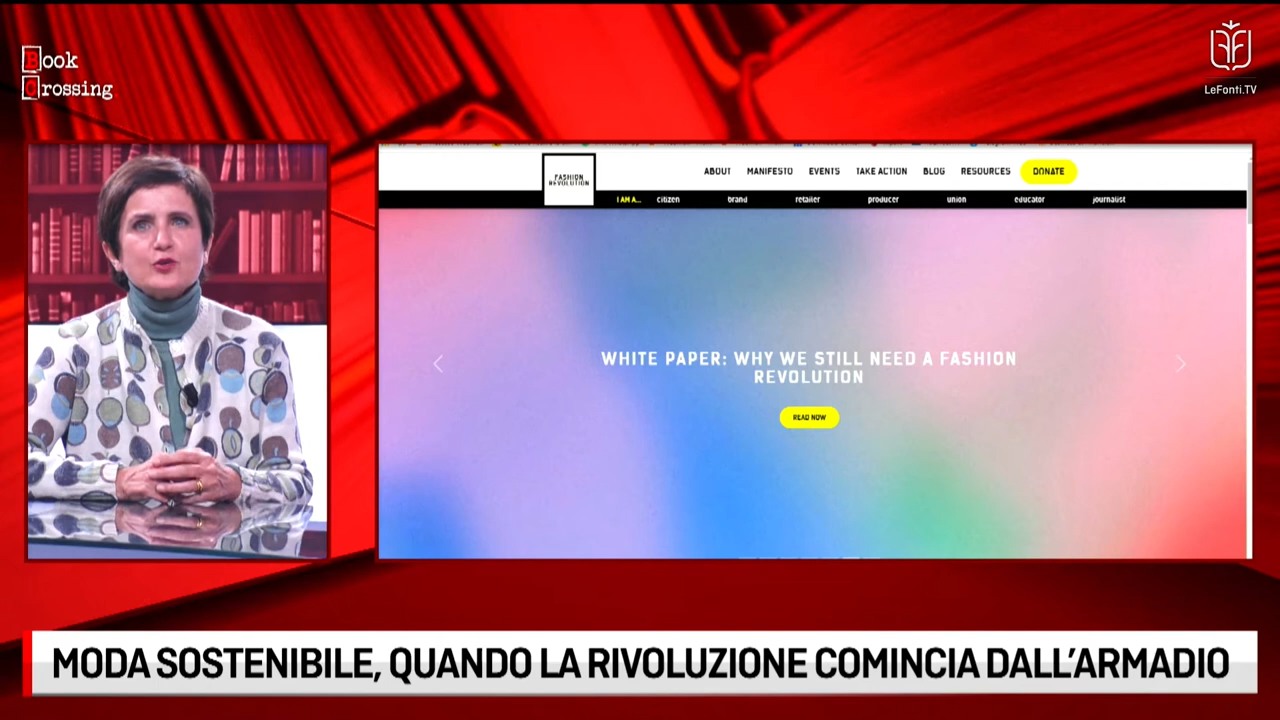 Book
Crossing
LeFonti.TV
FASHION
REVOLUTION
ABOUT MANIFESTO EVENTS TAKE ACTION BLOG RESOURCES DONATE
I AM A... citizen brand retailer producer union educator journalist
WHITE PAPER: WHY WE STILL NEED A FASHION
REVOLUTION
READ NOW
MODA SOSTENIBILE, QUANDO LA RIVOLUZIONE COMINCIA DALL'ARMADIO